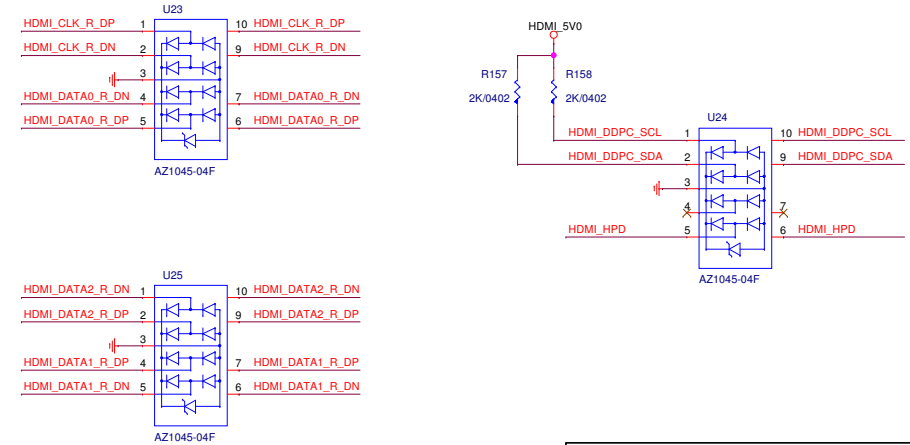 U23
HDMI_CLK_R_DP 1 10 HDMI_CLK_R_DP
HDMI_CLK_R_DN 2 9 HDMI_CLK_R_DN
3
HDMI_DATA0_R_DN 4 7 HDMI_DATA0_R_DN
HDMI_DATA0_R_DP 5 6 HDMI_DATA0_R_DP
AZ1045-04F
HDMI_5V0
R157 R158
2K/0402 2K/0402
U24
HDMI_DDPC_SCL 1 10 HDMI_DDPC_SCL
HDMI_DDPC_SDA 2 9 HDMI_DDPC_SDA
3
4 7
HDMI_HPD 5 6 HDMI_HPD
AZ1045-04F
U25
HDMI_DATA2_R_DN 1 10 HDMI_DATA2_R_DN
HDMI_DATA2_R_DP 2 9 HDMI_DATA2_R_DP
3
HDMI_DATA1_R_DP 4 7 HDMI_DATA1_R_DP
HDMI_DATA1_R_DN 5 6 HDMI_DATA1_R_DN
AZ1045-04F